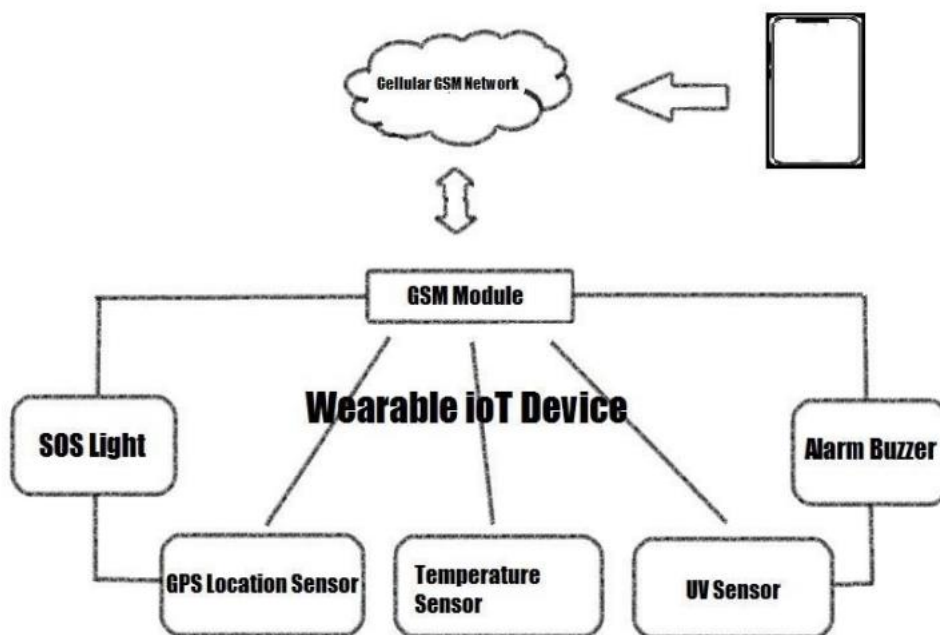 Cellular GSM Network
GSM Module
Wearable ioT Device
SOS Light
Alarm Buzzer
GPS Location Sensor
Temperature
Sensor
UV Sensor